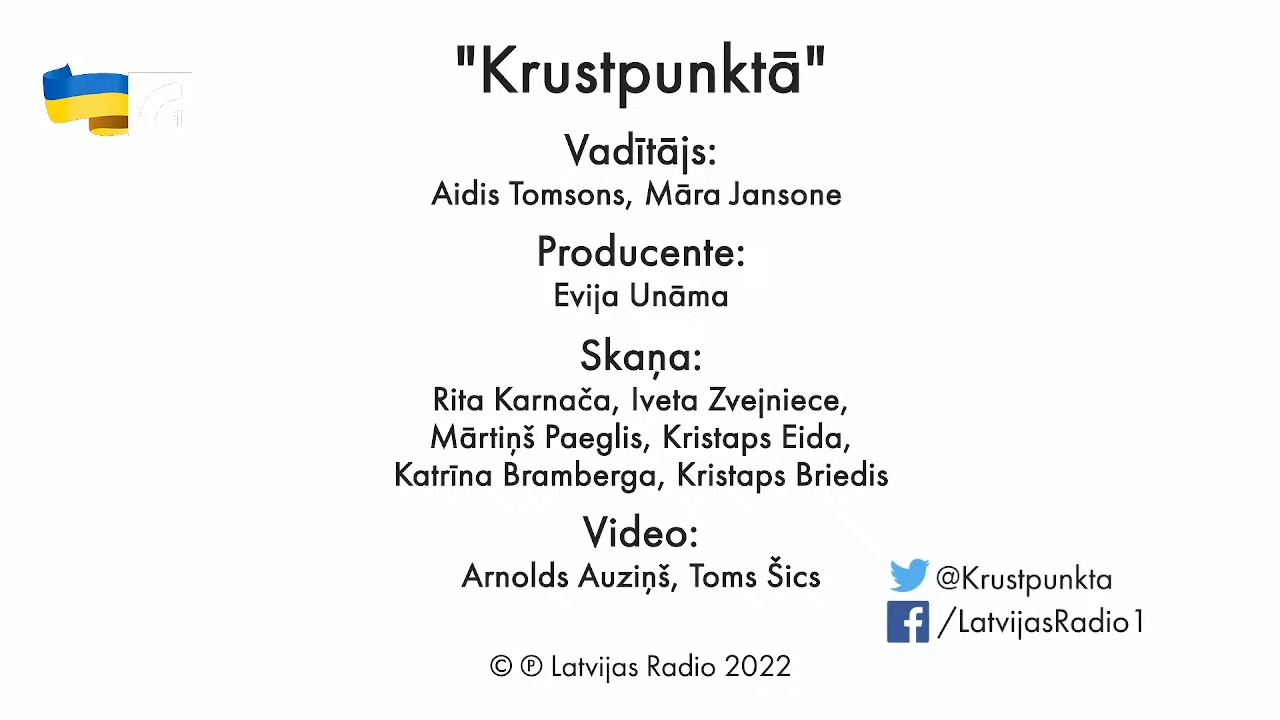 "Krustpunktā"
Vadītājs:
Aidis Tomsons, Māra Jansone
Producente:
Evija Unāma
Skaņa:
Rita Karnača, Iveta Zvejniece,
Mārtiņš Paeglis, Kristaps Eida,
Katrīna Bramberga, Kristaps Briedis
Video:
Arnolds Auziņš, Toms Šics
@Krustpunkta
/LatvijasRadio1
© ℗ Latvijas Radio 2022